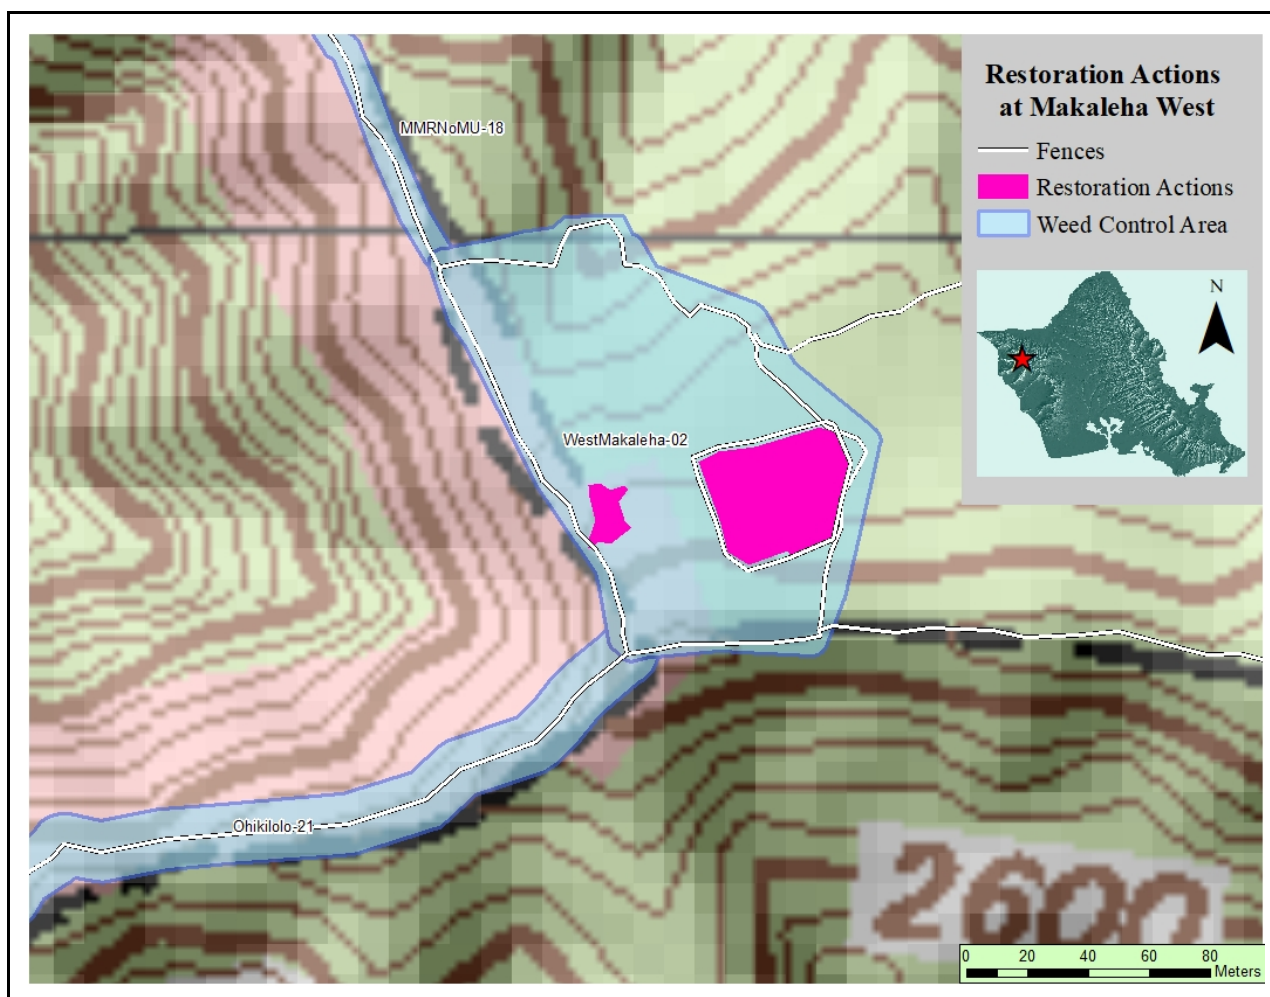 Restoration Actions
at Makaleha West
Fences
Restoration Actions
Weed Control Area
N
MMRNoMU-18
WestMakaleha-02
Ohikilolo-21
2600
0 20 40 60 80
Meters